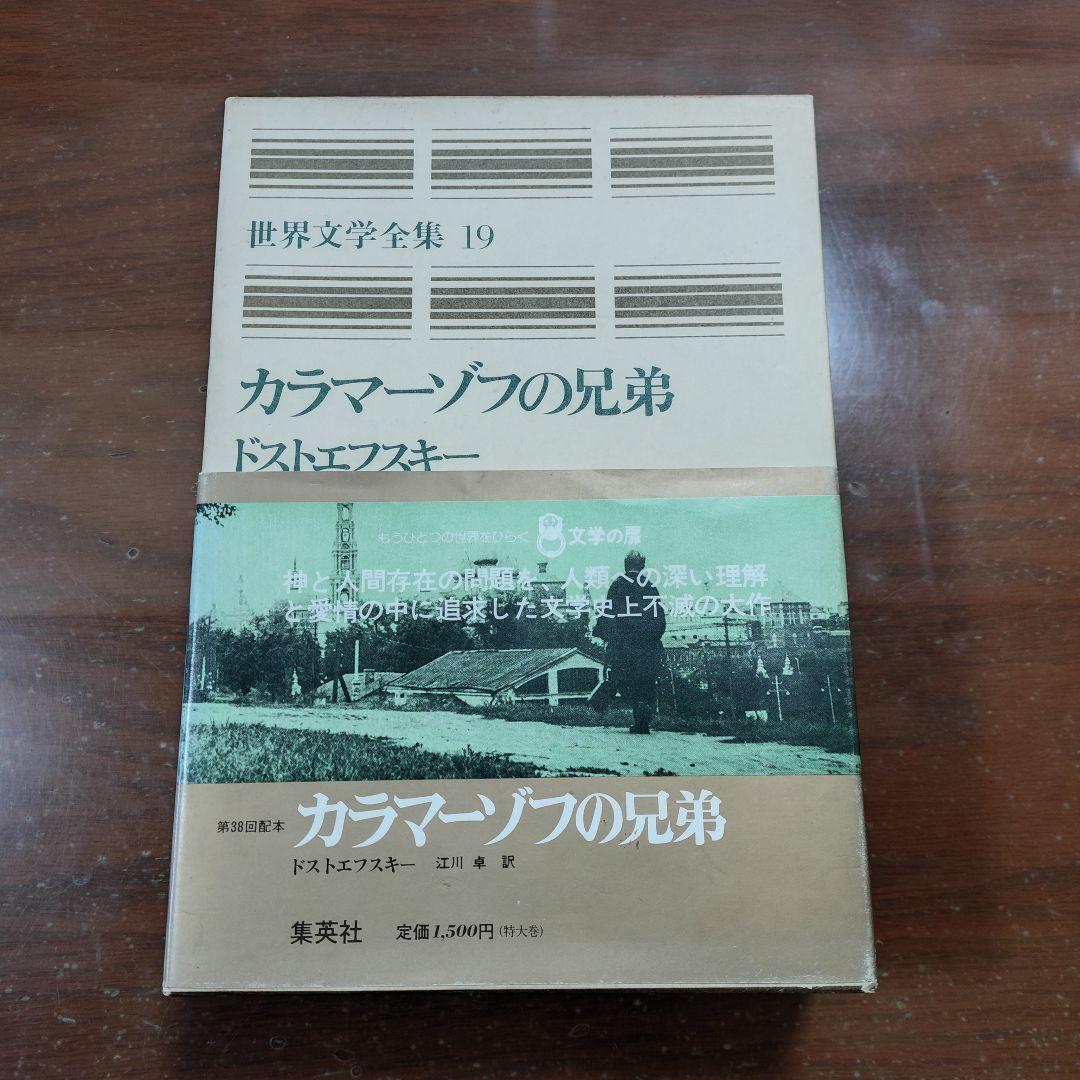 世界文学全集 19
カラマーゾフの兄弟
ドストエフスキー
もうひとつの世界をひらく 文学の扉
神と人間存在の問題を、人類への深い理解
と愛情の中に追求した文学史上不滅の大作
第38回配本 カラマーゾフの兄弟
ドストエフスキー 江川 卓 訳
集英社 定価1,500円(特大巻)